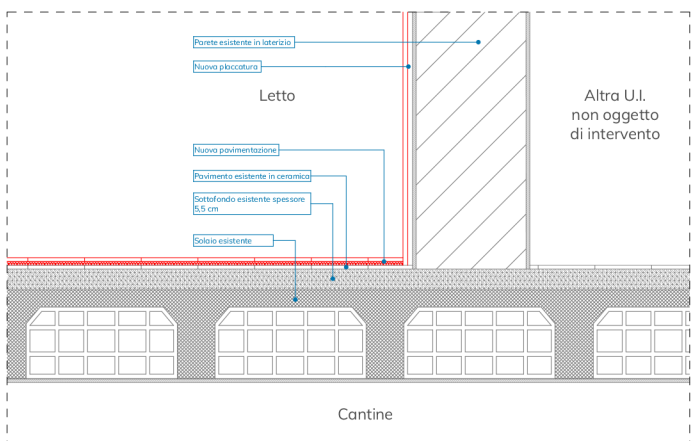 Parete esistente in laterizio
Nuova placcatura
Letto
Altra U.I.
non oggetto
di intervento
Nuova pavimentazione
Pavimento esistente in ceramica
Sottofondo esistente spessore
5,5 cm
Solaio esistente
Cantine